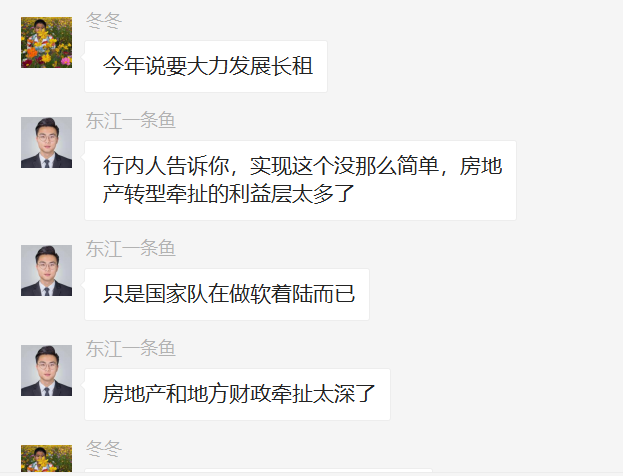 冬冬
今年说要大力发展长租
东江一条鱼
行内人告诉你，实现这个没那么简单，房地
产转型牵扯的利益层太多了
东江一条鱼
只是国家队在做软着陆而已
东江一条鱼
房地产和地方财政牵扯太深了
冬冬